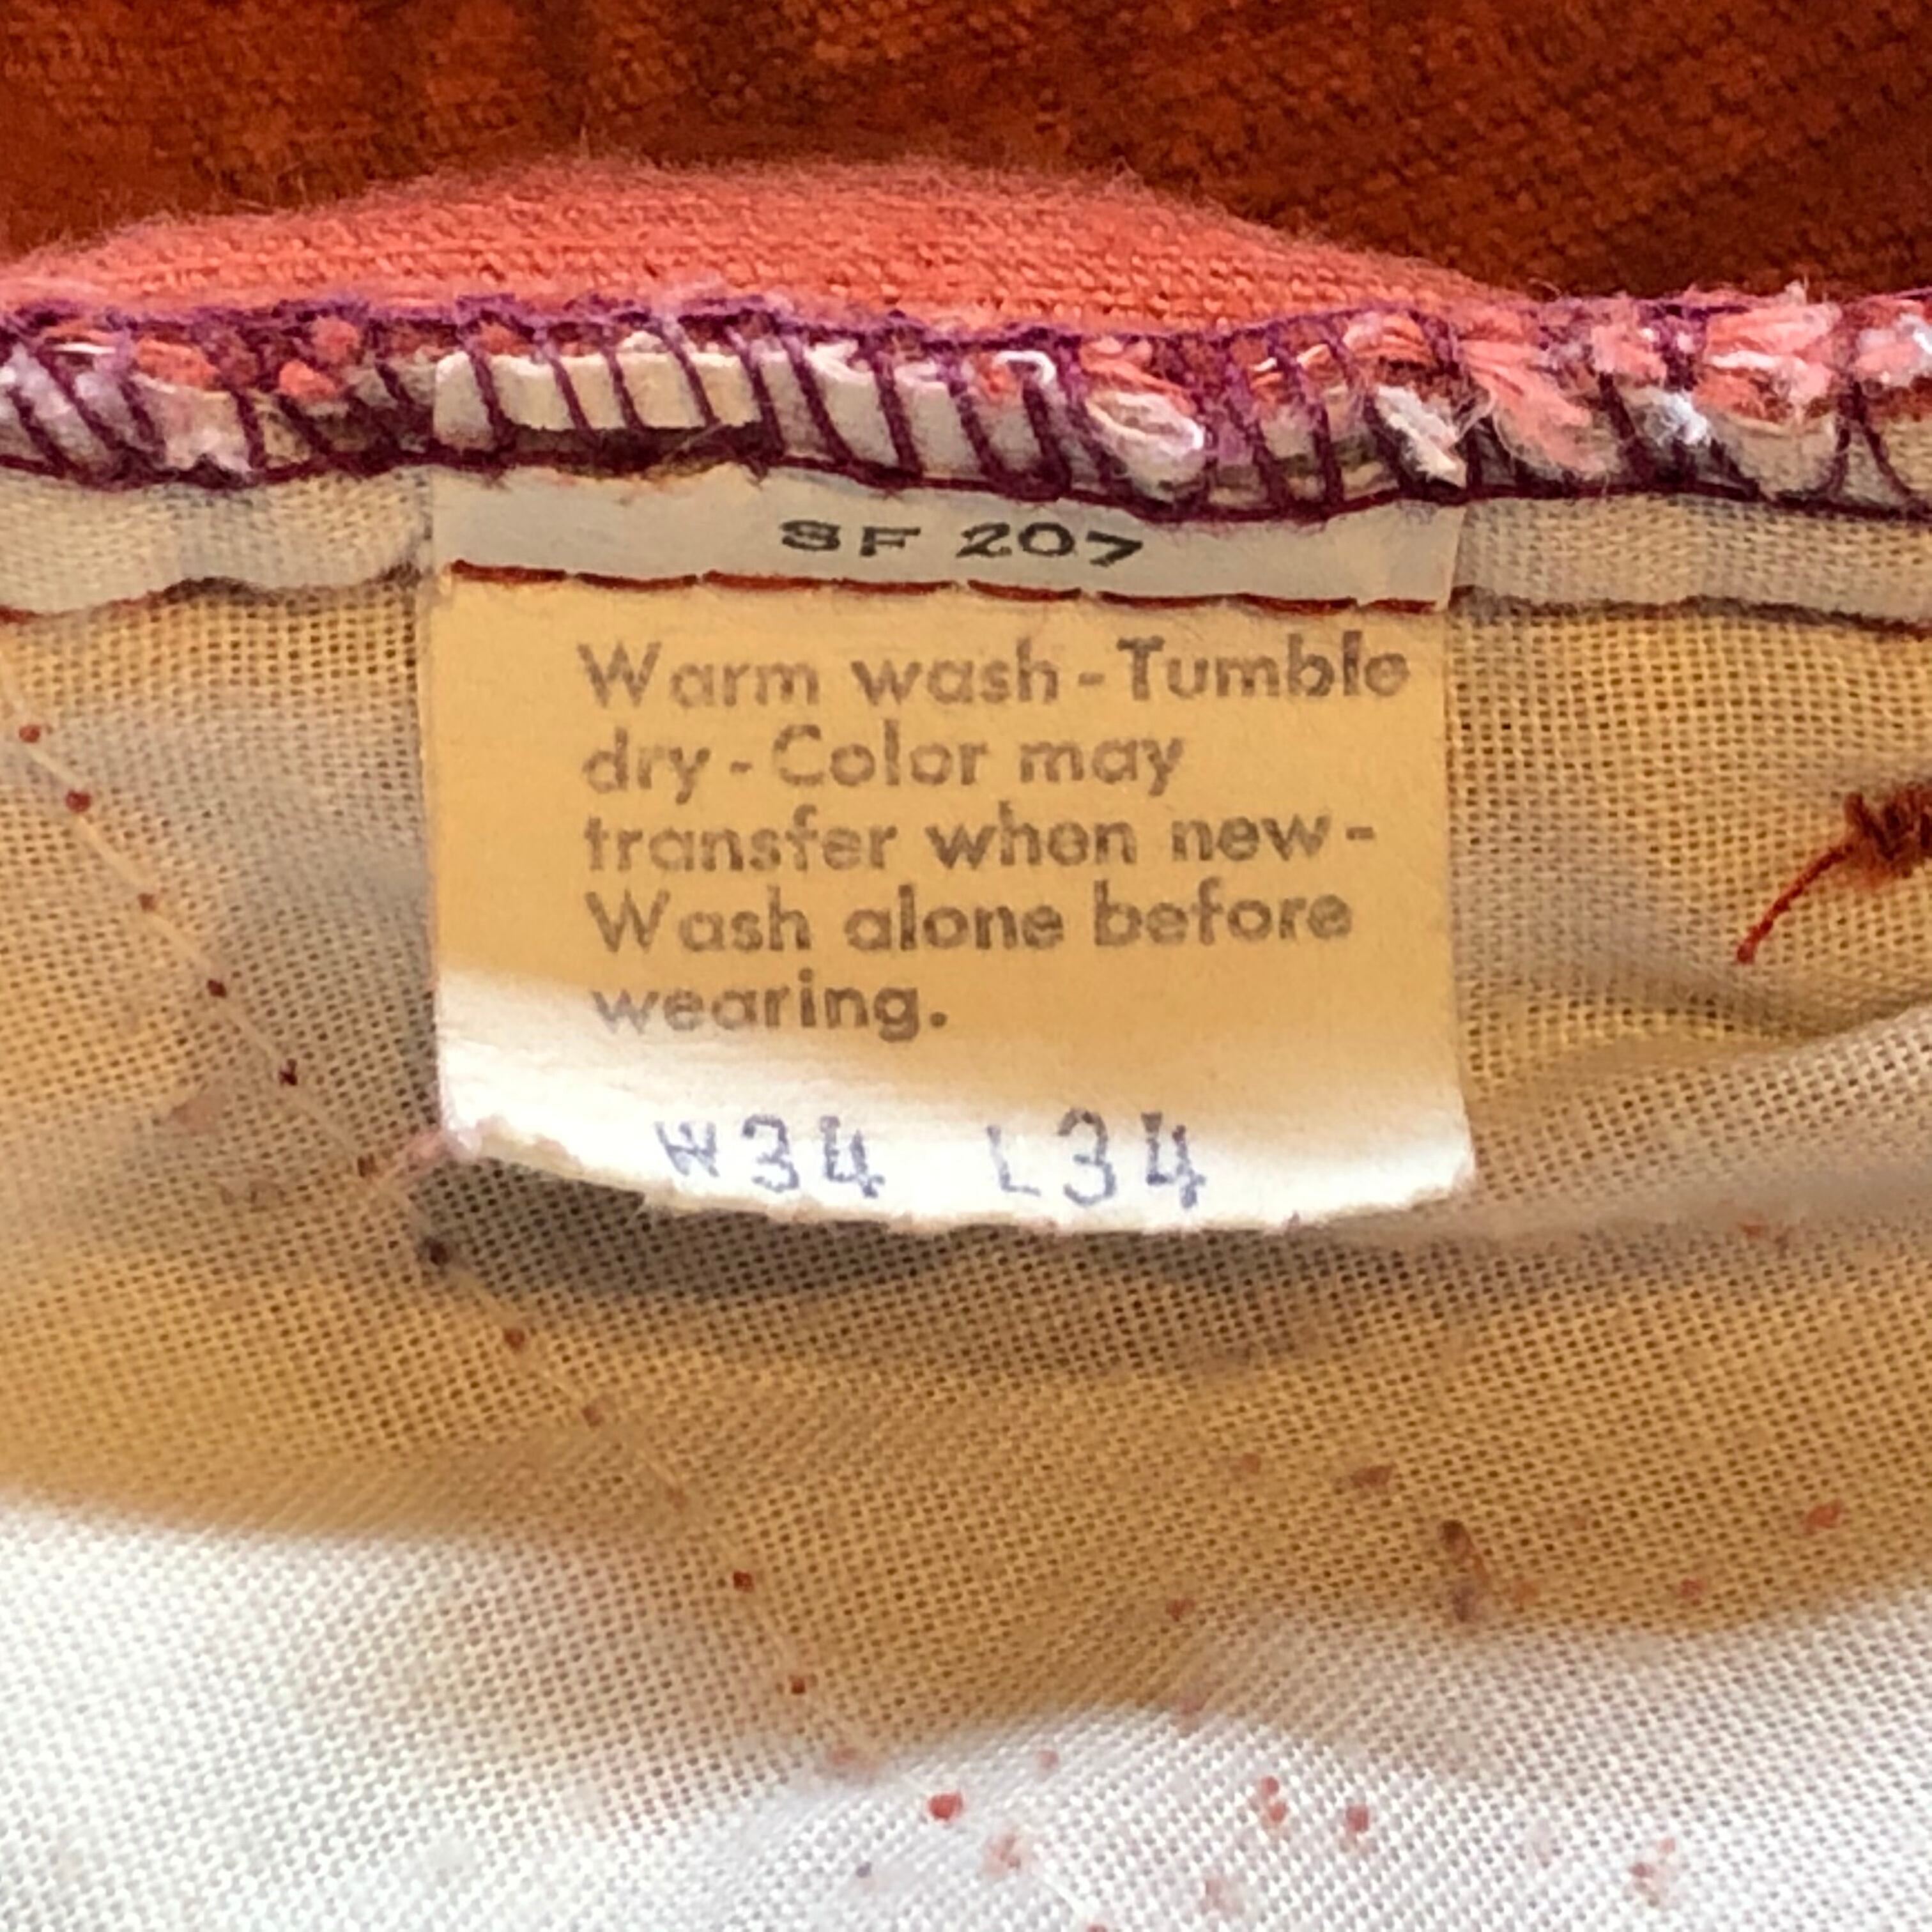 SF 207
Warm wash - Tumble
dry - Color may
transfer when new -
Wash alone before
wearing.
W34 L34